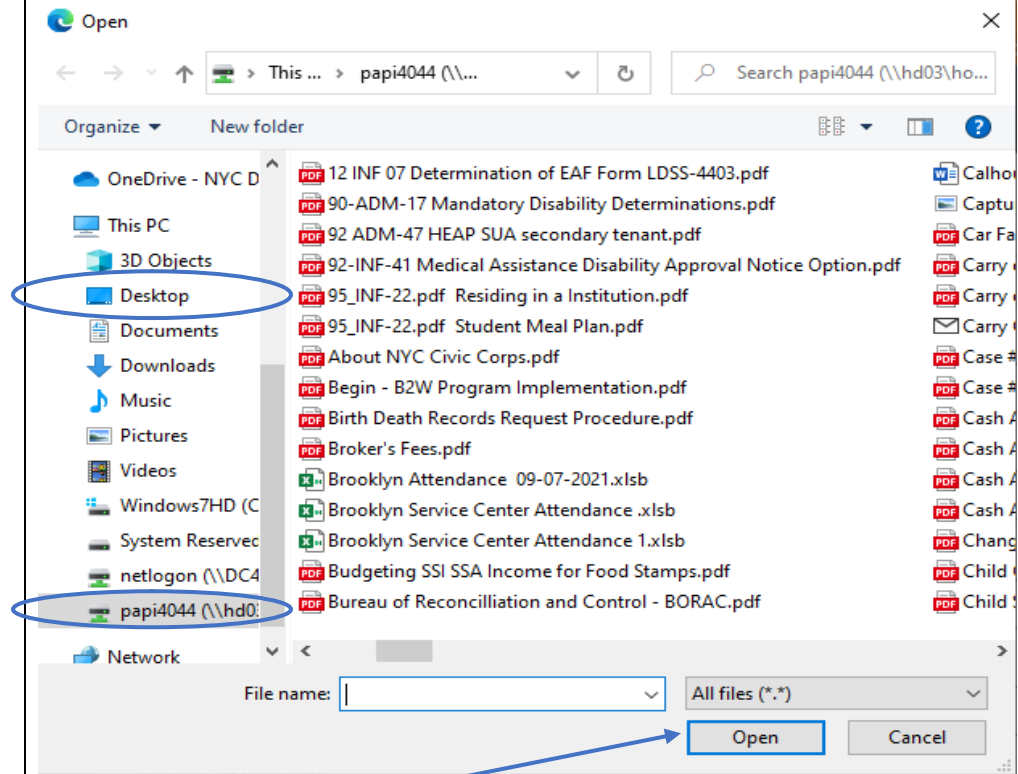 Open
This ... > papi4044 (\\...
Search papi4044 (\\hd03\ho...
Organize
New folder
OneDrive - NYC D
This PC
3D Objects
Desktop
Documents
Downloads
Music
Pictures
Videos
Windows7HD (C
System Reserved
netlogon (\\DC4
papi4044 (\\hd03
Network
12 INF 07 Determination of EAF Form LDSS-4403.pdf
90-ADM-17 Mandatory Disability Determinations.pdf
92 ADM-47 HEAP SUA secondary tenant.pdf
92-INF-41 Medical Assistance Disability Approval Notice Option.pdf
95_INF-22.pdf  Residing in a Institution.pdf
95_INF-22.pdf  Student Meal Plan.pdf
About NYC Civic Corps.pdf
Begin - B2W Program Implementation.pdf
Birth Death Records Request Procedure.pdf
Broker's Fees.pdf
Brooklyn Attendance  09-07-2021.xlsb
Brooklyn Service Center Attendance .xlsb
Brooklyn Service Center Attendance 1.xlsb
Budgeting SSI SSA Income for Food Stamps.pdf
Bureau of Reconcilliation and Control - BORAC.pdf
Calhou
Captu
Car Fa
Carry
Carry
Carry
Case #
Case #
Cash A
Cash A
Cash A
Cash A
Chang
Child
Child
File name:
All files (*.*)
Open
Cancel